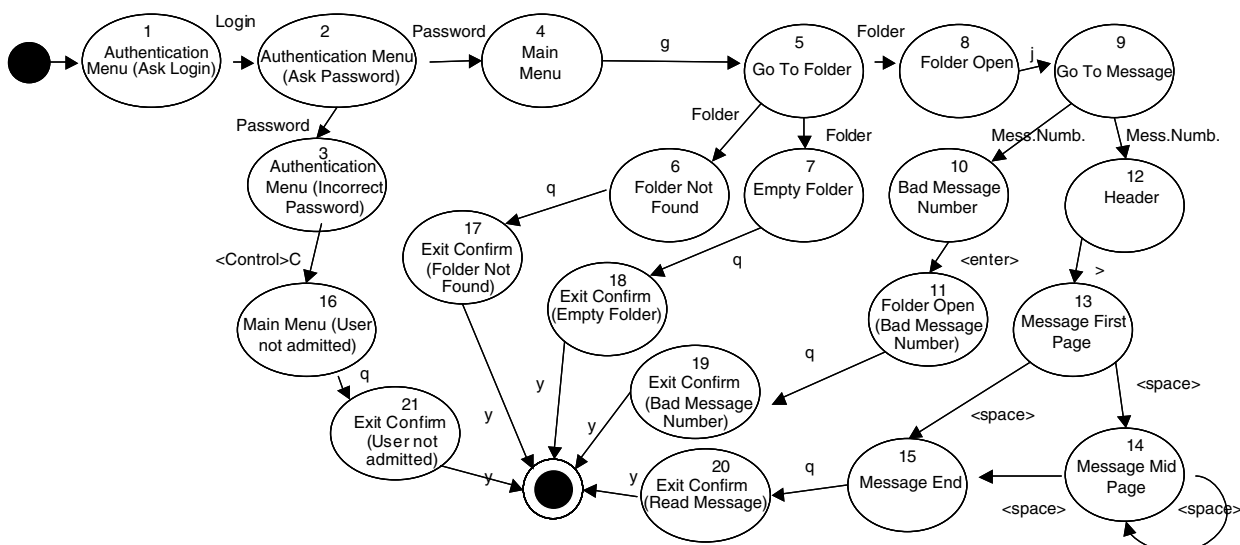 1
Authentication
Menu (Ask Login)
Login
2
Authentication Menu
(Ask Password)
Password
4
Main
Menu
g
5
Go To Folder
Folder
8
Folder Open
j
9
Go To Message
Password
3
Authentication
Menu (Incorrect
Password)
Folder
6
Folder Not
Found
Folder
7
Empty Folder
Mess.Numb.
10
Bad Message
Number
Mess.Numb.
12
Header
<Control>C
16
Main Menu (User
not admitted)
q
17
Exit Confirm
(Folder Not
Found)
q
18
Exit Confirm
(Empty Folder)
<enter>
11
Folder Open
(Bad Message
Number)
>
13
Message First
Page
q
21
Exit Confirm
(User not
admitted)
y
y
y
y
19
Exit Confirm
(Bad Message
Number)
q
<space>
<space>
y
20
Exit Confirm
(Read Message)
q
15
Message End
<space>
14
Message Mid
Page
<space>